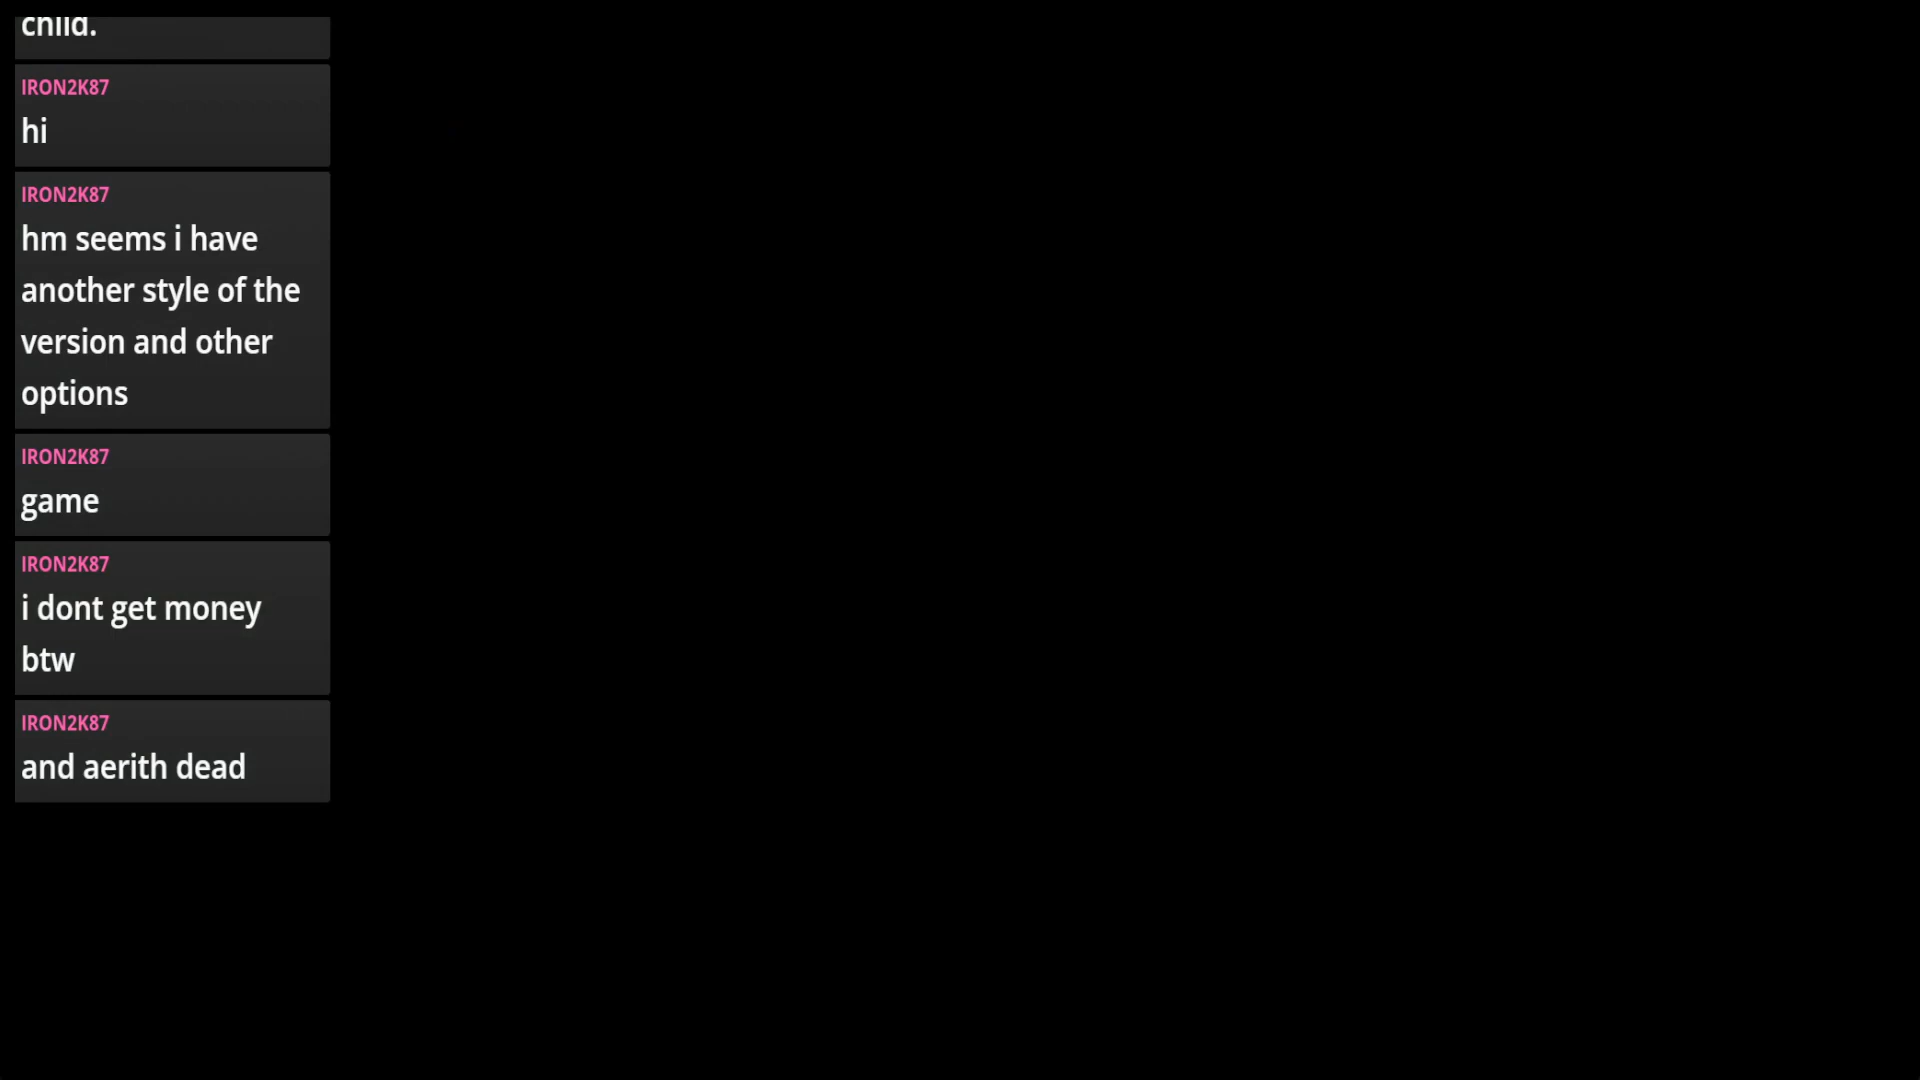 child.
IRON2K87
hi
IRON2K87
hm seems i have
another style of the
version and other
options
IRON2K87
game
IRON2K87
i dont get money
btw
IRON2K87
and aerith dead